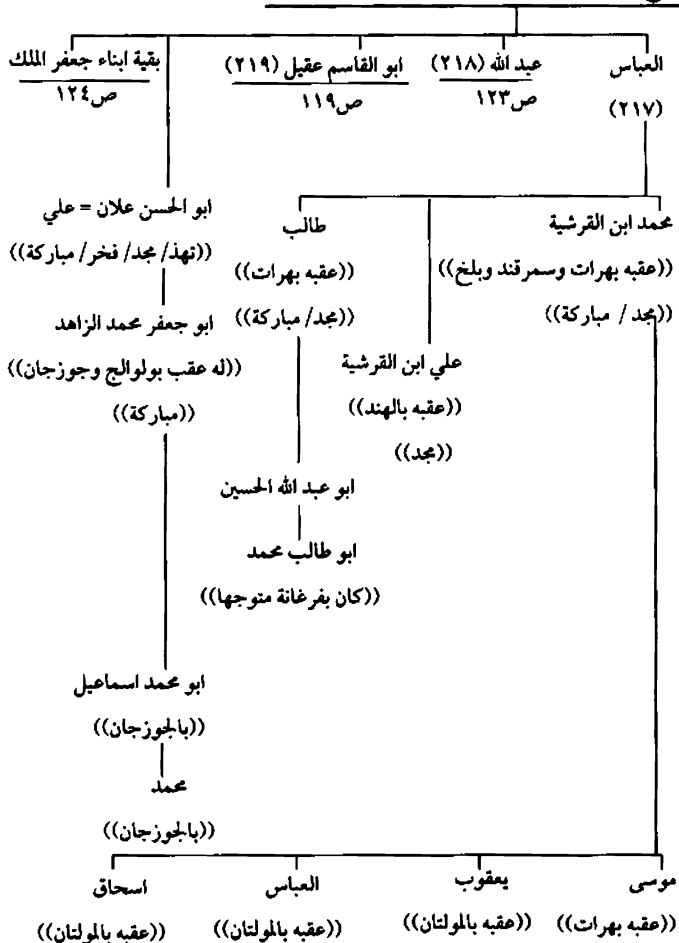 العباس
(٢١٧)
عبد الله (٢١٨)
ص١٢٣
ابو القاسم عقيل (٢١٩)
ص١١٩
بقية ابناء جعفر الملك
ص١٢٤
محمد ابن القرشية
((عقبه بهرات وسمرقند وبلخ))
((مجد / مباركة))
علي ابن القرشية
((عقبه بالهند))
((مجد))
طالب
((عقبه بهرات))
((مجد/ مباركة))
ابو عبد الله الحسين
ابو طالب محمد
((كان بفرغانة متوجها))
ابو الحسن علان = علي
((تهذ/ مجد/ فخر/ مباركة))
ابو جعفر محمد الزاهد
((له عقب بولوالج وجوزجان))
((مباركة))
ابو محمد اسماعيل
((بالجوزجان))
محمد
((بالجوزجان))
موسى
((عقبه بهرات))
يعقوب
((عقبه بالمولتان))
العباس
((عقبه بالمولتان))
اسحاق
((عقبه بالمولتان))